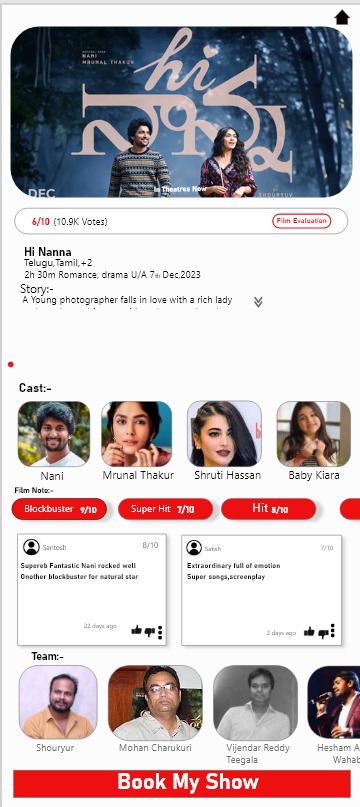 NANI
MRUNAL THAKUR
hi
నాన్న
DEC
In Theatres Now
SHOURYUV
6/10 (10.9K Votes)
Film Evaluation
Hi Nanna
Telugu,Tamil,+2
2h 30m Romance, drama U/A 7th Dec,2023
Story:-
A Young photographer falls in love with a rich lady
Cast:-
Nani
Mrunal Thakur
Shruti Hassan
Baby Kiara
Film Note:-
Blockbuster 9/10
Super Hit 7/10
Hit 5/10
Santosh 8/10
Supereb Fantastic Nani rocked well
Onother blockbuster for natural star
22 days ago
Satish 7/10
Extraordinary full of emotion
Super songs,screenplay
2 days ago
Team:-
Shouryur
Mohan Charukuri
Vijendar Reddy
Teegala
Hesham A
Wahab
Book My Show